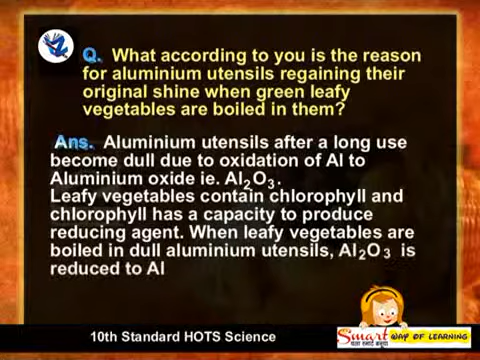 Q. What according to you is the reason
for aluminium utensils regaining their
original shine when green leafy
vegetables are boiled in them?
Ans. Aluminium utensils after a long use
become dull due to oxidation of Al to
Aluminium oxide ie. Al₂O₃.
Leafy vegetables contain chlorophyll and
chlorophyll has a capacity to produce
reducing agent. When leafy vegetables are
boiled in dull aluminium utensils, Al₂O₃ is
reduced to Al
10th Standard HOTS Science
Smart WAY OF LEARNING